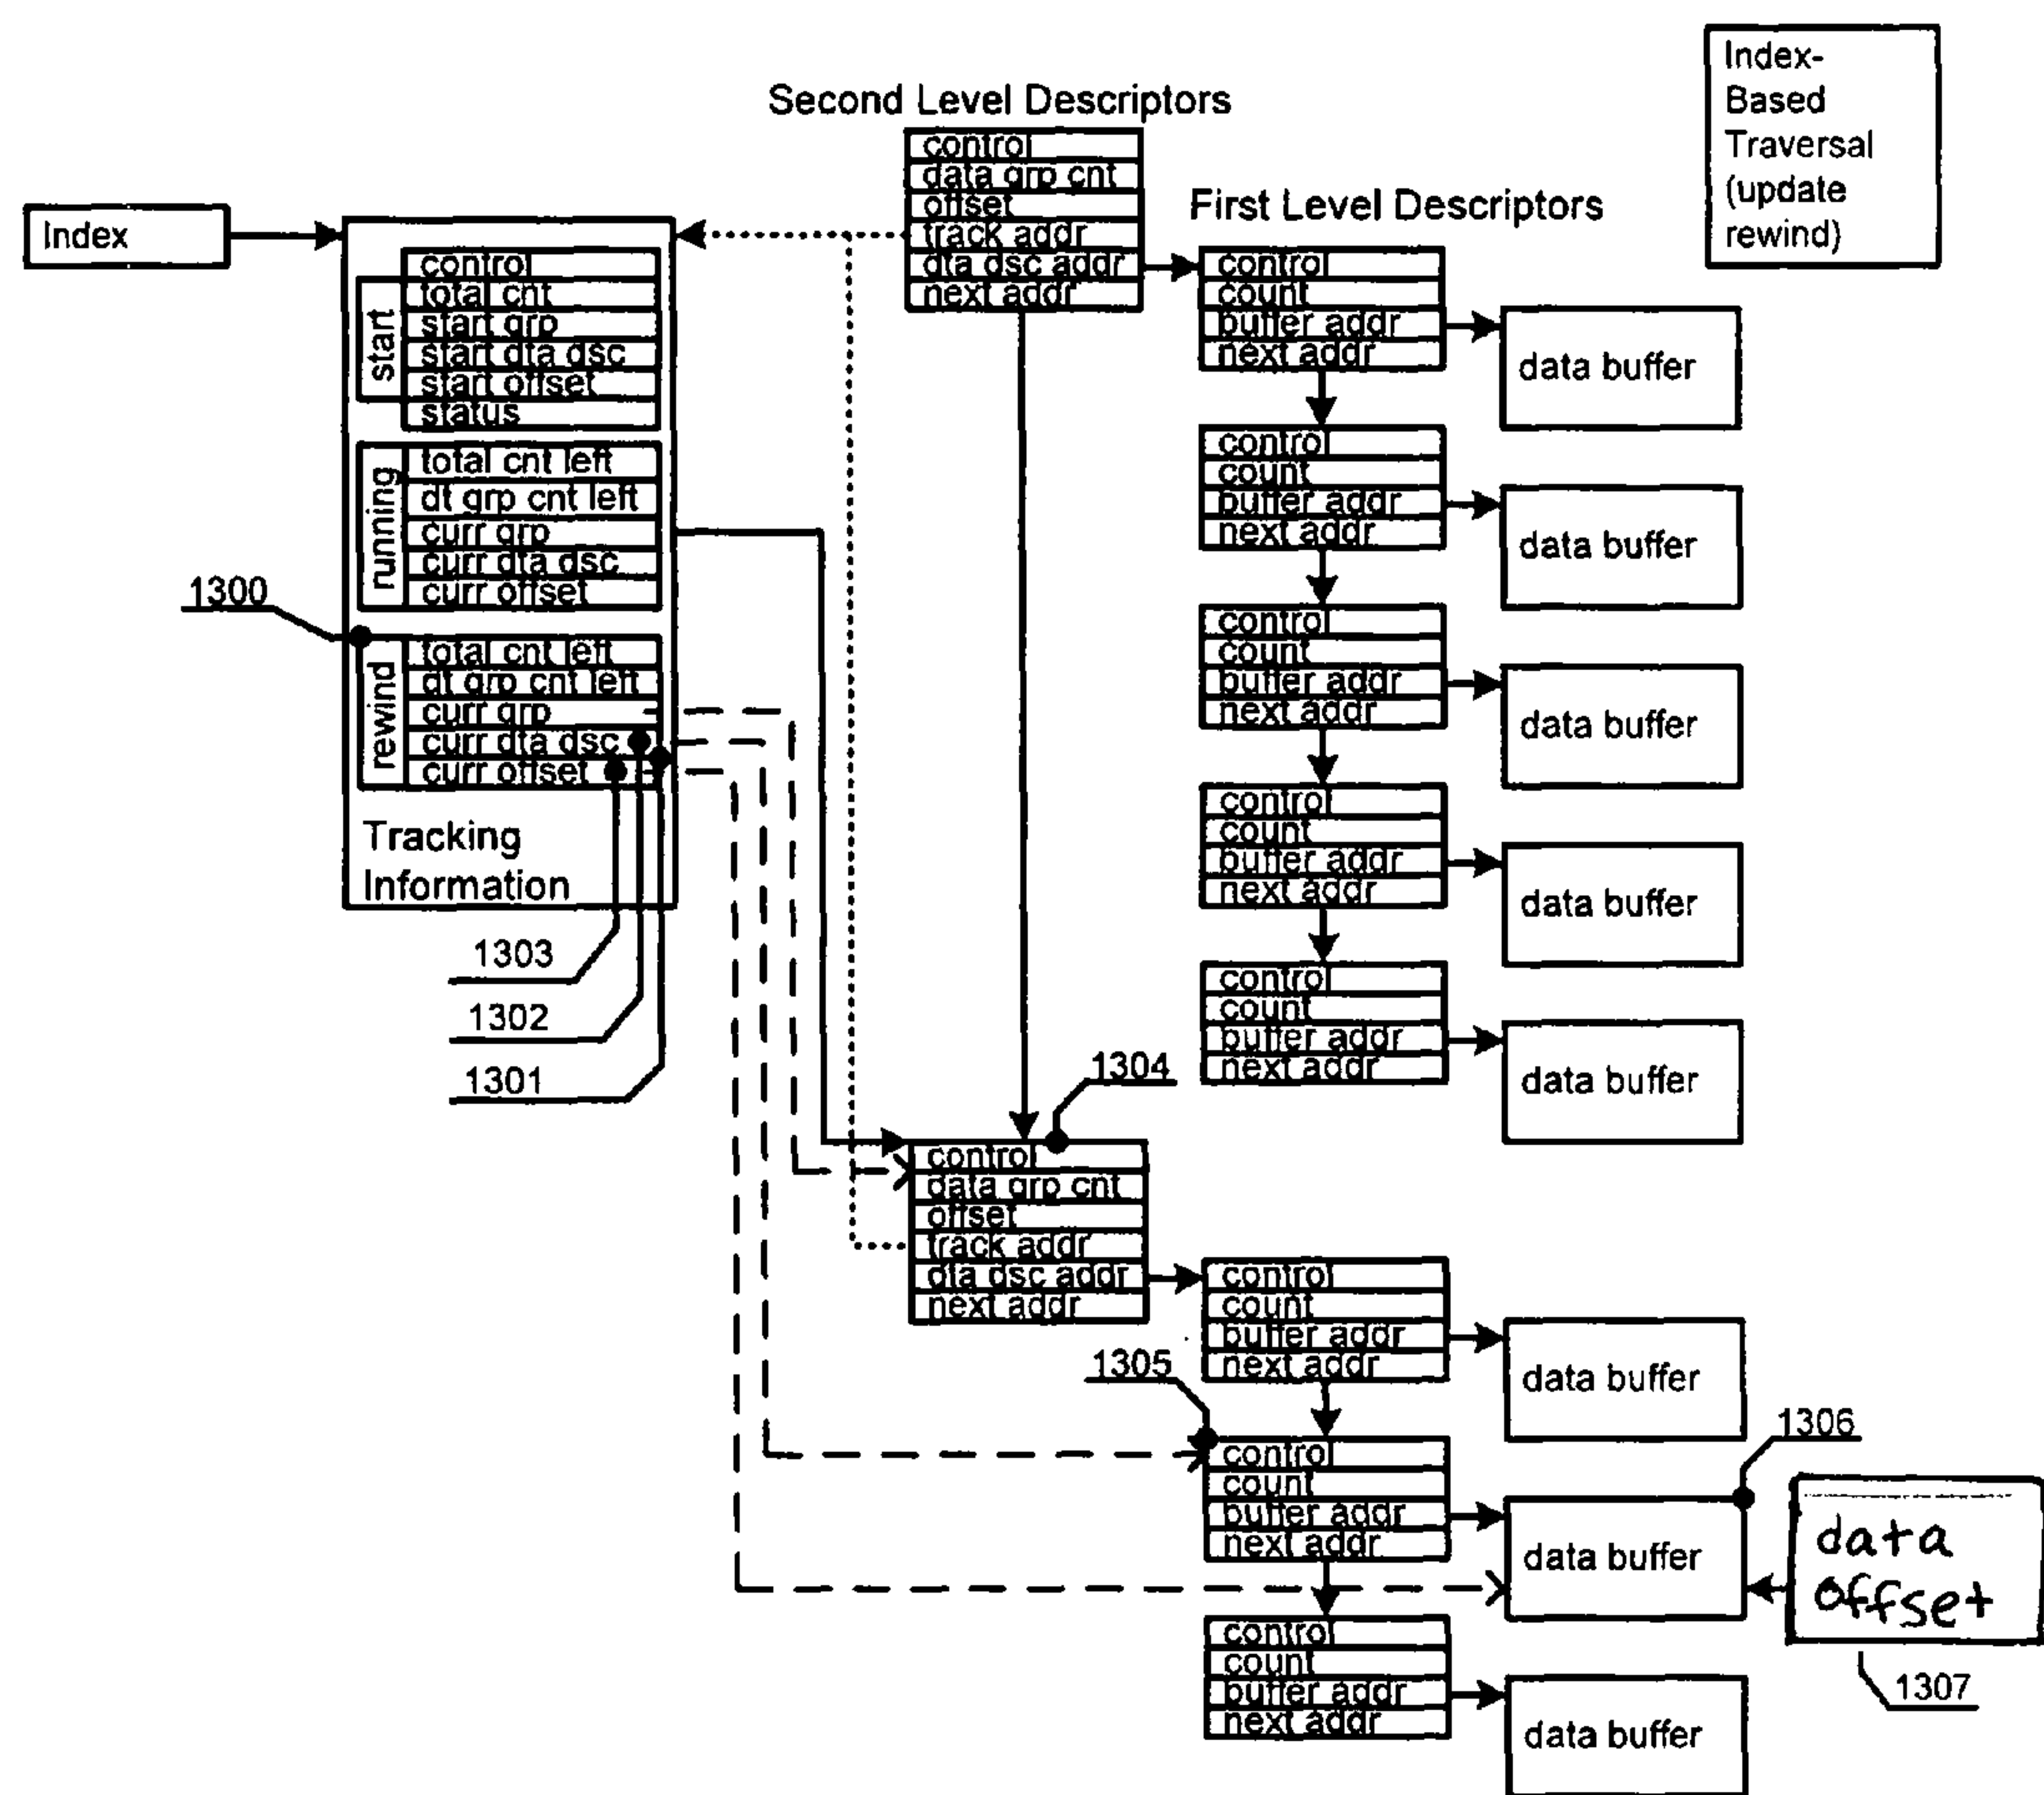 Index-
Based
Traversal
(update
rewind)
Second Level Descriptors
control
data grp cnt
offset
track addr
dta dsc addr
next addr
First Level Descriptors
Index
control
total cnt
start grp
start dta dsc
start offset
status
start
running
total cnt left
dt grp cnt left
curr grp
curr dta dsc
curr offset
1300
rewind
total cnt left
dt grp cnt left
curr grp
curr dta dsc
curr offset
Tracking
Information
1303
1302
1301
control
count
buffer addr
next addr
data buffer
control
count
buffer addr
next addr
data buffer
control
count
buffer addr
next addr
data buffer
control
count
buffer addr
next addr
data buffer
control
count
buffer addr
next addr
data buffer
1304
control
data grp cnt
offset
track addr
dta dsc addr
next addr
control
count
buffer addr
next addr
data buffer
1305
control
count
buffer addr
next addr
data buffer
1306
data
offset
1307
control
count
buffer addr
next addr
data buffer